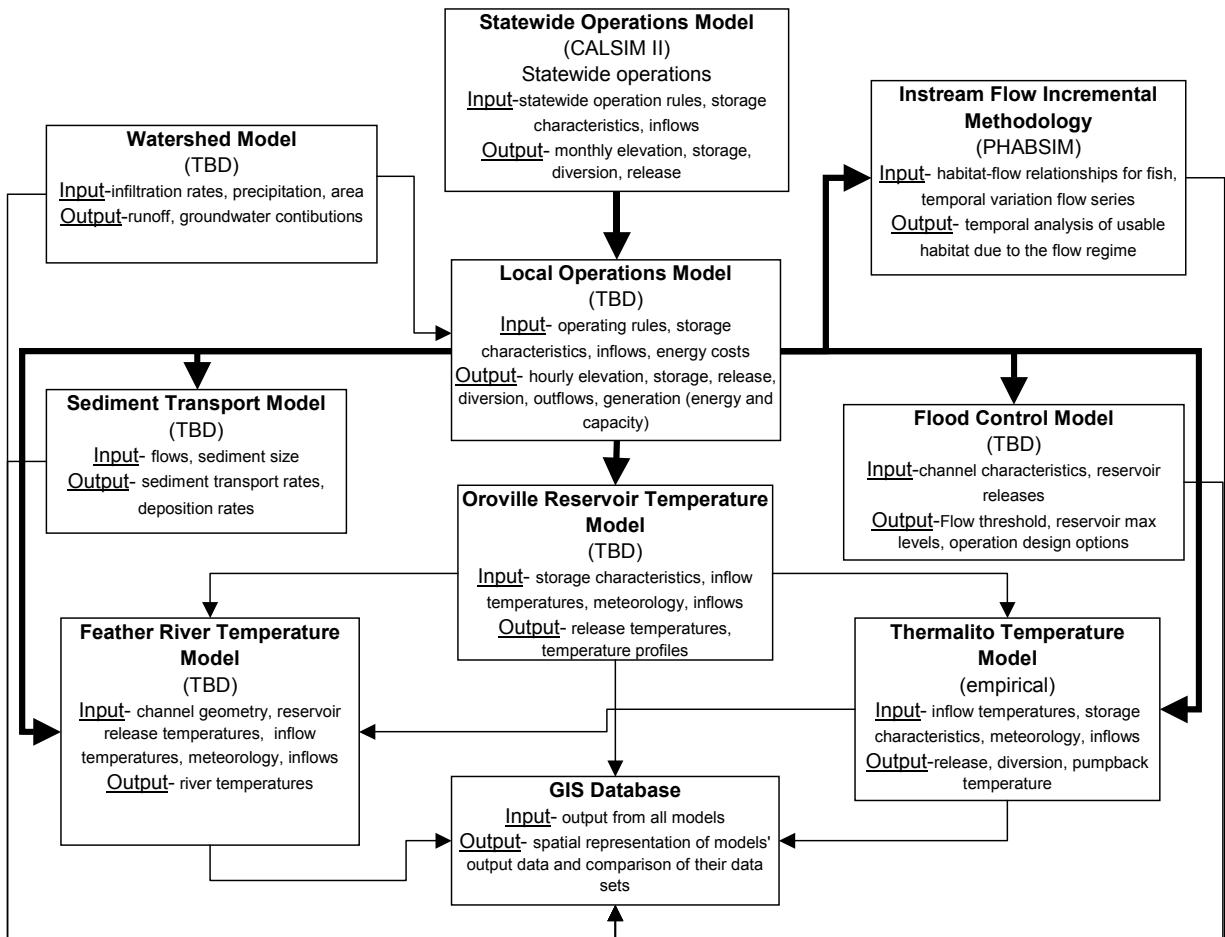 Statewide Operations Model
(CALSIM II)
Statewide operations
Input-statewide operation rules, storage
characteristics, inflows
Output- monthly elevation, storage,
diversion, release
Watershed Model
(TBD)
Input-infiltration rates, precipitation, area
Output-runoff, groundwater contibutions
Instream Flow Incremental
Methodology
(PHABSIM)
Input- habitat-flow relationships for fish,
temporal variation flow series
Output- temporal analysis of usable
habitat due to the flow regime
Local Operations Model
(TBD)
Input- operating rules, storage
characteristics, inflows, energy costs
Output- hourly elevation, storage, release,
diversion, outflows, generation (energy and
capacity)
Sediment Transport Model
(TBD)
Input- flows, sediment size
Output- sediment transport rates,
deposition rates
Flood Control Model
(TBD)
Input-channel characteristics, reservoir
releases
Output-Flow threshold, reservoir max
levels, operation design options
Oroville Reservoir Temperature
Model
(TBD)
Input- storage characteristics, inflow
temperatures, meteorology, inflows
Output- release temperatures,
temperature profiles
Feather River Temperature
Model
(TBD)
Input- channel geometry, reservoir
release temperatures, inflow
temperatures, meteorology, inflows
Output- river temperatures
Thermalito Temperature
Model
(empirical)
Input- inflow temperatures, storage
characteristics, meteorology, inflows
Output-release, diversion, pumpback
temperature
GIS Database
Input- output from all models
Output- spatial representation of models'
output data and comparison of their data
sets